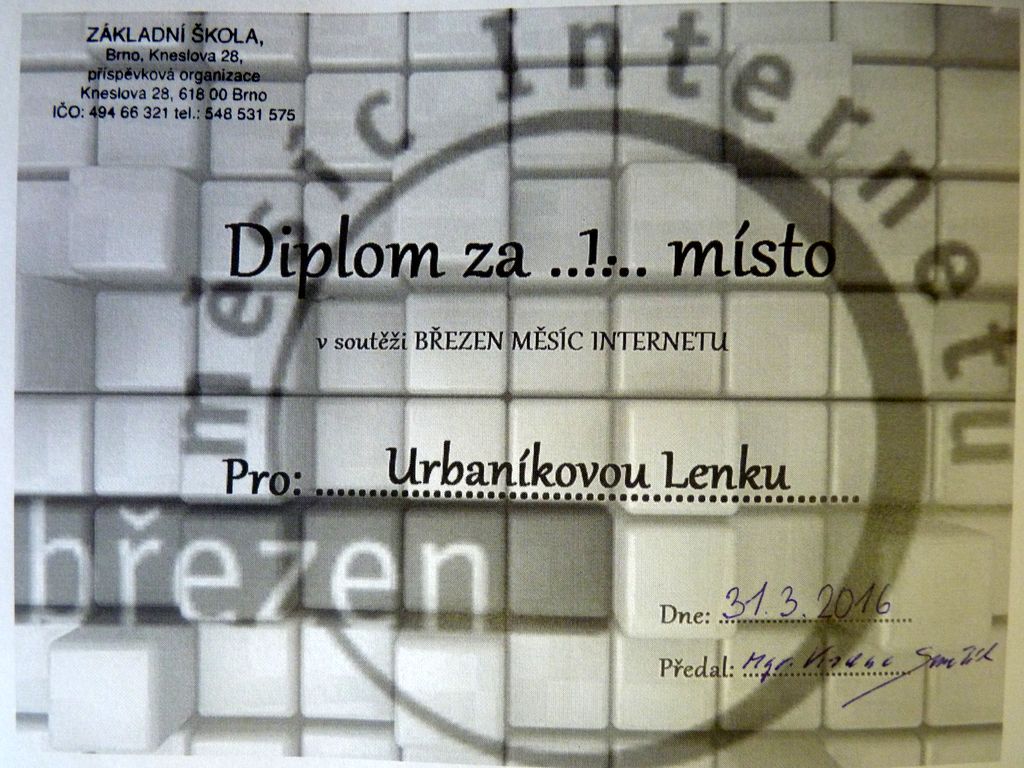 ZÁKLADNÍ ŠKOLA,
Brno, Kneslova 28,
příspěvková organizace
Kneslova 28, 618 00 Brno
IČO: 494 66 321 tel.: 548 531 575
měsíc Internetu
Diplom za ..1... místo
v soutěži BŘEZEN MĚSÍC INTERNETU
Pro: Urbaníkovou Lenku
březen
Dne: 31.3.2016
Předal: Mgr.